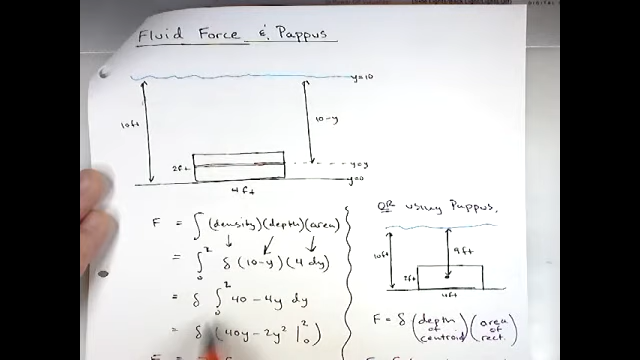 Fluid Force & Pappus
y=10
10ft
10-y
2ft
y=y
y=0
4ft
F = ∫ (density)(depth)(area)
= ∫₀² δ (10-y)(4 dy)
= δ ∫₀² 40-4y dy
= δ (40y-2y² |₀²)
OR using Pappus,
10ft
9ft
2ft
4ft
F = δ (depth of centroid) (area of rect.)